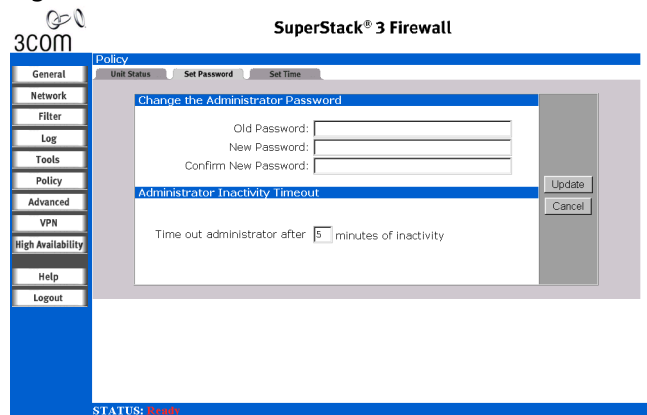 3COM
SuperStack® 3 Firewall
Policy
Unit Status
Set Password
Set Time
General
Network
Filter
Log
Tools
Policy
Advanced
VPN
High Availability
Help
Logout
Change the Administrator Password
Old Password:
New Password:
Confirm New Password:
Administrator Inactivity Timeout
Time out administrator after 5 minutes of inactivity
Update
Cancel
STATUS: Ready